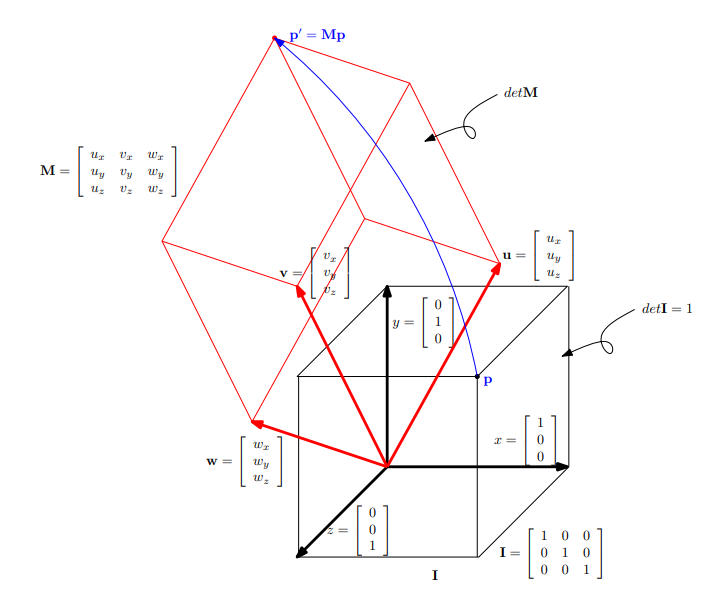 p′ = Mp
detM
M = [ u_x v_x w_x
u_y v_y w_y
u_z v_z w_z ]
u = [ u_x
u_y
u_z ]
v = [ v_x
v_y
v_z ]
y = [ 0
1
0 ]
detI = 1
p
x = [ 1
0
0 ]
w = [ w_x
w_y
w_z ]
z = [ 0
0
1 ]
I = [ 1 0 0
0 1 0
0 0 1 ]
I